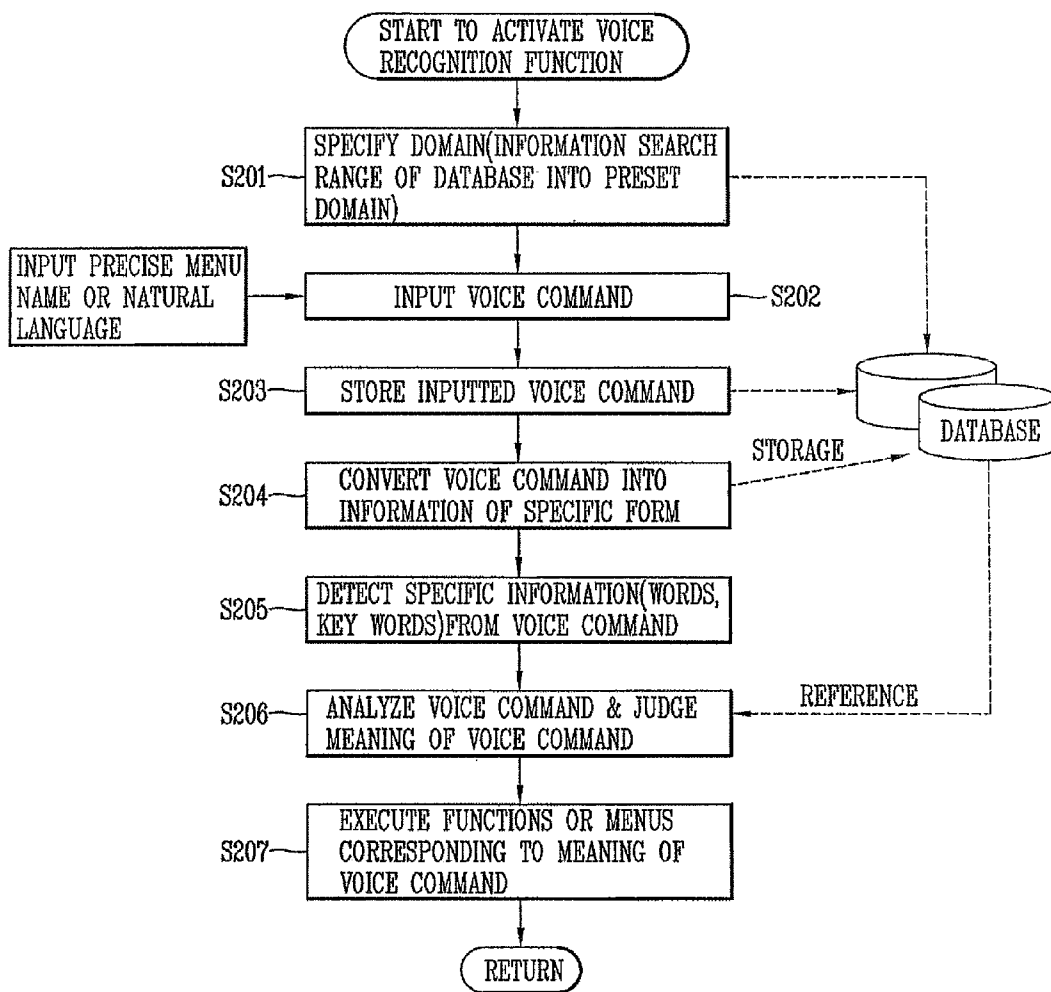 START TO ACTIVATE VOICE
RECOGNITION FUNCTION
SPECIFY DOMAIN(INFORMATION SEARCH
RANGE OF DATABASE INTO PRESET
DOMAIN)
S201
INPUT PRECISE MENU
NAME OR NATURAL
LANGUAGE
INPUT VOICE COMMAND
S202
S203
STORE INPUTTED VOICE COMMAND
DATABASE
STORAGE
S204
CONVERT VOICE COMMAND INTO
INFORMATION OF SPECIFIC FORM
S205
DETECT SPECIFIC INFORMATION(WORDS,
KEY WORDS)FROM VOICE COMMAND
REFERENCE
S206
ANALYZE VOICE COMMAND & JUDGE
MEANING OF VOICE COMMAND
S207
EXECUTE FUNCTIONS OR MENUS
CORRESPONDING TO MEANING OF
VOICE COMMAND
RETURN